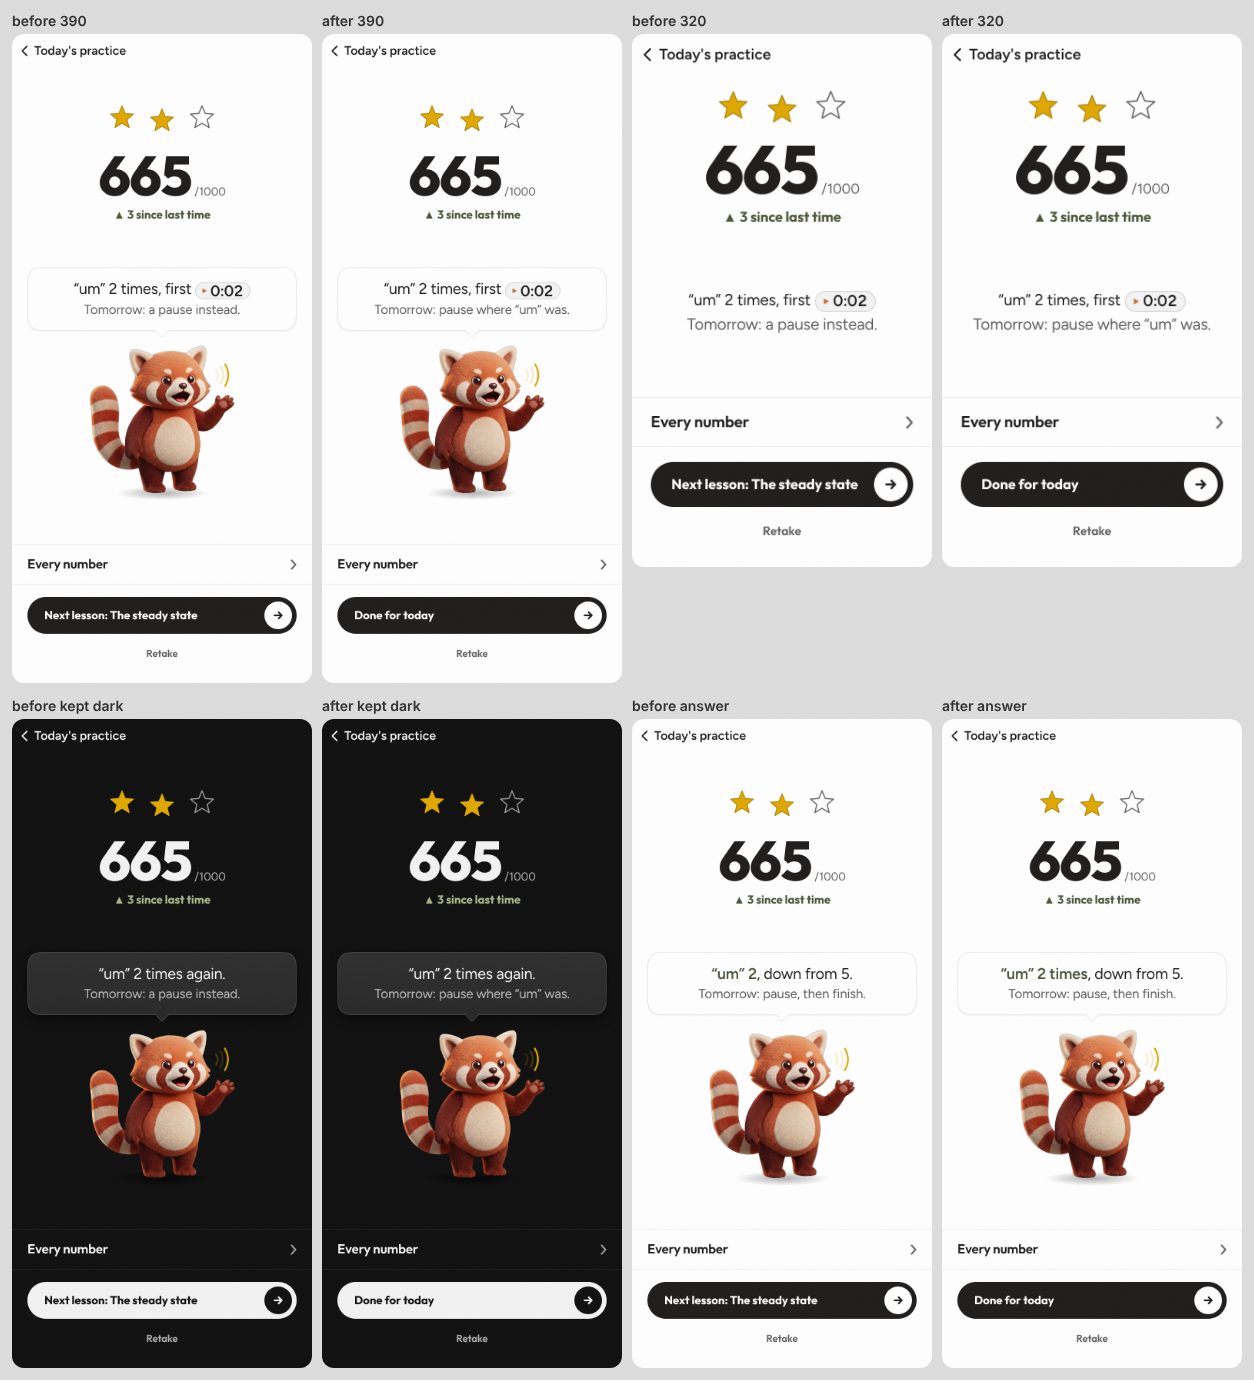 before 390
Today's practice
665 /1000
▲ 3 since last time
“um” 2 times, first 0:02
Tomorrow: a pause instead.
Every number
Next lesson: The steady state
Retake
after 390
Today's practice
665 /1000
▲ 3 since last time
“um” 2 times, first 0:02
Tomorrow: pause where “um” was.
Every number
Done for today
Retake
before 320
Today's practice
665 /1000
▲ 3 since last time
“um” 2 times, first 0:02
Tomorrow: a pause instead.
Every number
Next lesson: The steady state
Retake
after 320
Today's practice
665 /1000
▲ 3 since last time
“um” 2 times, first 0:02
Tomorrow: pause where “um” was.
Every number
Done for today
Retake
before kept dark
Today's practice
665 /1000
▲ 3 since last time
“um” 2 times again.
Tomorrow: a pause instead.
Every number
Next lesson: The steady state
Retake
after kept dark
Today's practice
665 /1000
▲ 3 since last time
“um” 2 times again.
Tomorrow: pause where “um” was.
Every number
Done for today
Retake
before answer
Today's practice
665 /1000
▲ 3 since last time
“um” 2, down from 5.
Tomorrow: pause, then finish.
Every number
Next lesson: The steady state
Retake
after answer
Today's practice
665 /1000
▲ 3 since last time
“um” 2 times, down from 5.
Tomorrow: pause, then finish.
Every number
Done for today
Retake